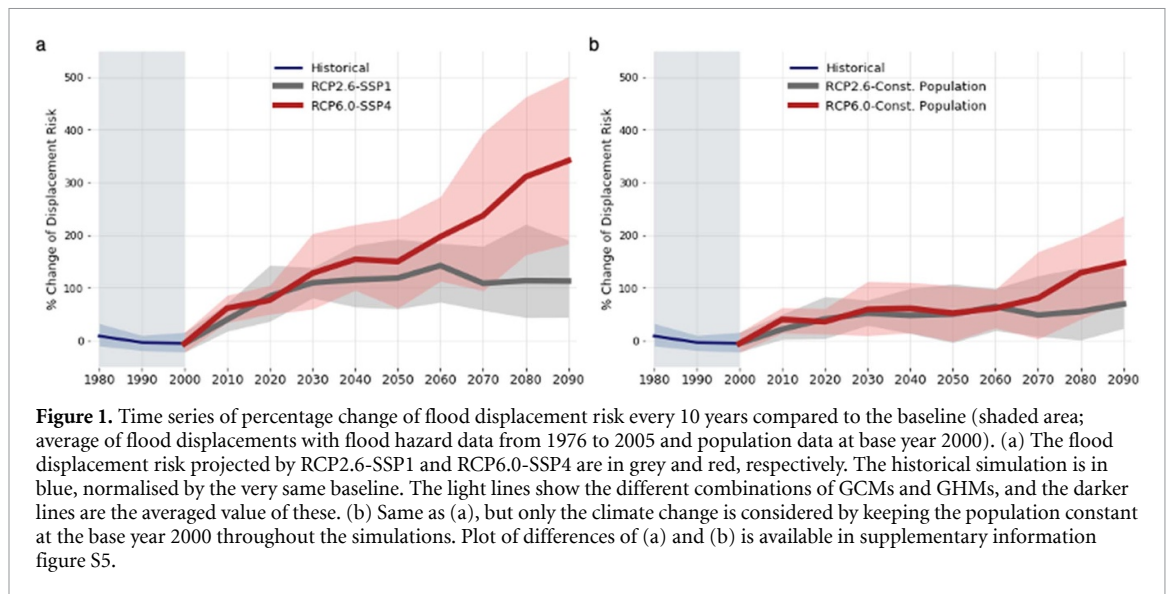 a
b
% Change of Displacement Risk
500
400
300
200
100
0
Historical
RCP2.6-SSP1
RCP6.0-SSP4
1980 1990 2000 2010 2020 2030 2040 2050 2060 2070 2080 2090
% Change of Displacement Risk
500
400
300
200
100
0
Historical
RCP2.6-Const. Population
RCP6.0-Const. Population
1980 1990 2000 2010 2020 2030 2040 2050 2060 2070 2080 2090
Figure 1. Time series of percentage change of flood displacement risk every 10 years compared to the baseline (shaded area;
average of flood displacements with flood hazard data from 1976 to 2005 and population data at base year 2000). (a) The flood
displacement risk projected by RCP2.6-SSP1 and RCP6.0-SSP4 are in grey and red, respectively. The historical simulation is in
blue, normalised by the very same baseline. The light lines show the different combinations of GCMs and GHMs, and the darker
lines are the averaged value of these. (b) Same as (a), but only the climate change is considered by keeping the population constant
at the base year 2000 throughout the simulations. Plot of differences of (a) and (b) is available in supplementary information
figure S5.